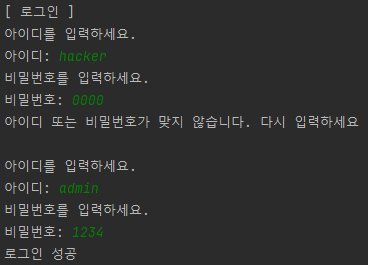 [ 로그인 ]
아이디를 입력하세요.
아이디: hacker
비밀번호를 입력하세요.
비밀번호: 0000
아이디 또는 비밀번호가 맞지 않습니다. 다시 입력하세요
아이디를 입력하세요.
아이디: admin
비밀번호를 입력하세요.
비밀번호: 1234
로그인 성공